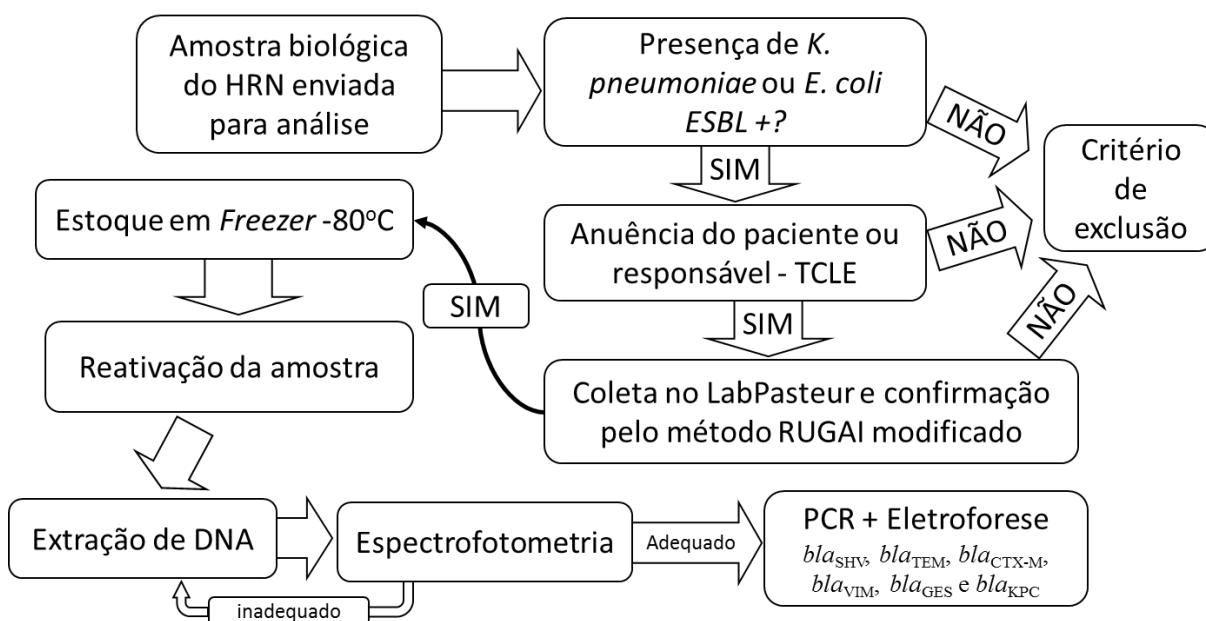 Amostra biológica
do HRN enviada
para análise
Presença de K.
pneumoniae ou E. coli
ESBL +?
NÃO
SIM
Critério
de
exclusão
Anuência do paciente ou
responsável - TCLE
NÃO
SIM
Coleta no LabPasteur e confirmação
pelo método RUGAI modificado
NÃO
SIM
Estoque em Freezer -80°C
Reativação da amostra
Extração de DNA
Espectrofotometria
inadequado
Adequado
PCR + Eletroforese
blaSHV, blaTEM, blaCTX-M,
blaVIM, blaGES e blaKPC